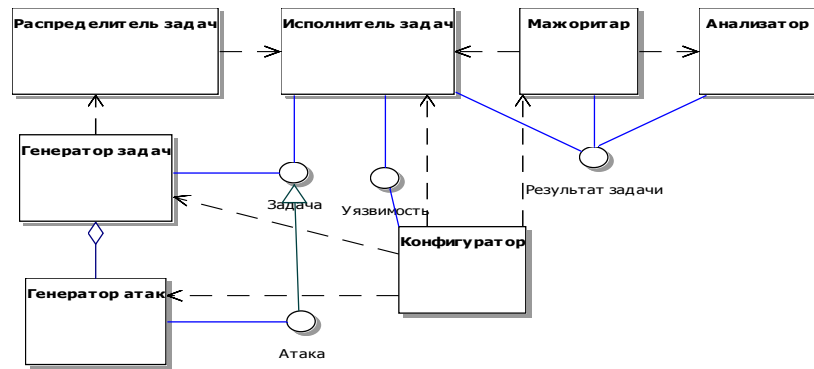 Распределитель задач
Исполнитель задач
Мажоритар
Анализатор
Генератор задач
Результат задачи
Задача
Уязвимость
Конфигуратор
Генератор атак
Атака